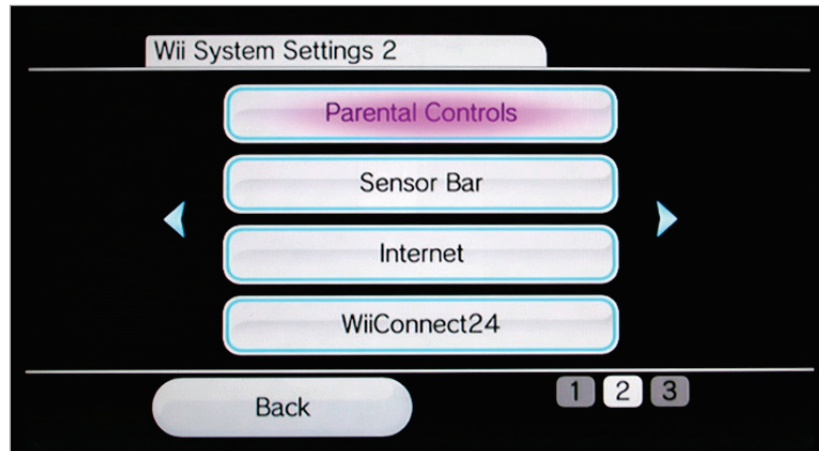 Wii System Settings 2
Parental Controls
Sensor Bar
Internet
WiiConnect24
Back
1 2 3